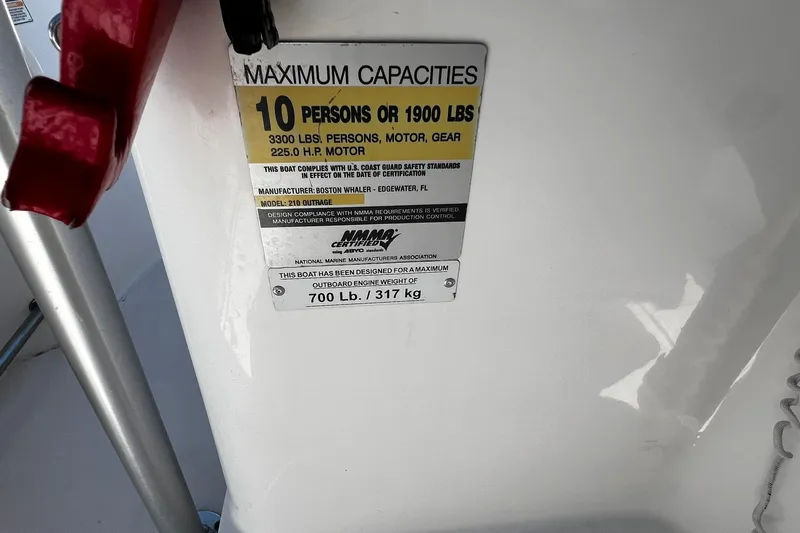 MAXIMUM CAPACITIES
10 PERSONS OR 1900 LBS
3300 LBS. PERSONS, MOTOR, GEAR
225.0 H.P. MOTOR
THIS BOAT COMPLIES WITH U.S. COAST GUARD SAFETY STANDARDS
IN EFFECT ON THE DATE OF CERTIFICATION
MANUFACTURER: BOSTON WHALER - EDGEWATER, FL
MODEL: 210 OUTRAGE
DESIGN COMPLIANCE WITH NMMA REQUIREMENTS IS VERIFIED.
MANUFACTURER RESPONSIBLE FOR PRODUCTION CONTROL.
NMMA
CERTIFIED
using ABYC standards
NATIONAL MARINE MANUFACTURERS ASSOCIATION
THIS BOAT HAS BEEN DESIGNED FOR A MAXIMUM
OUTBOARD ENGINE WEIGHT OF
700 Lb. / 317 kg